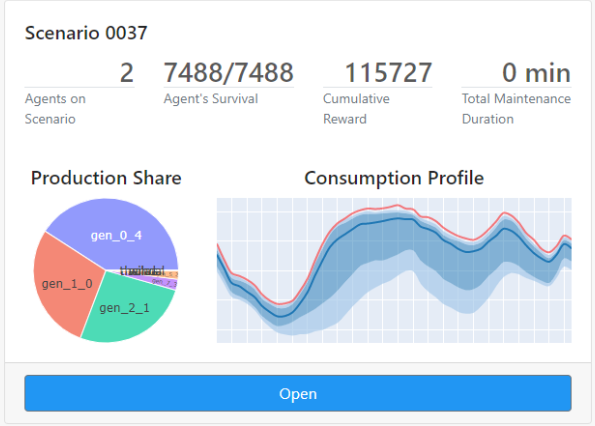 Scenario 0037
2
7488/7488
115727
0 min
Agents on
Scenario
Agent's Survival
Cumulative
Reward
Total Maintenance
Duration
Production Share
Consumption Profile
gen_0_4
gen_1_0
gen_2_1
Open